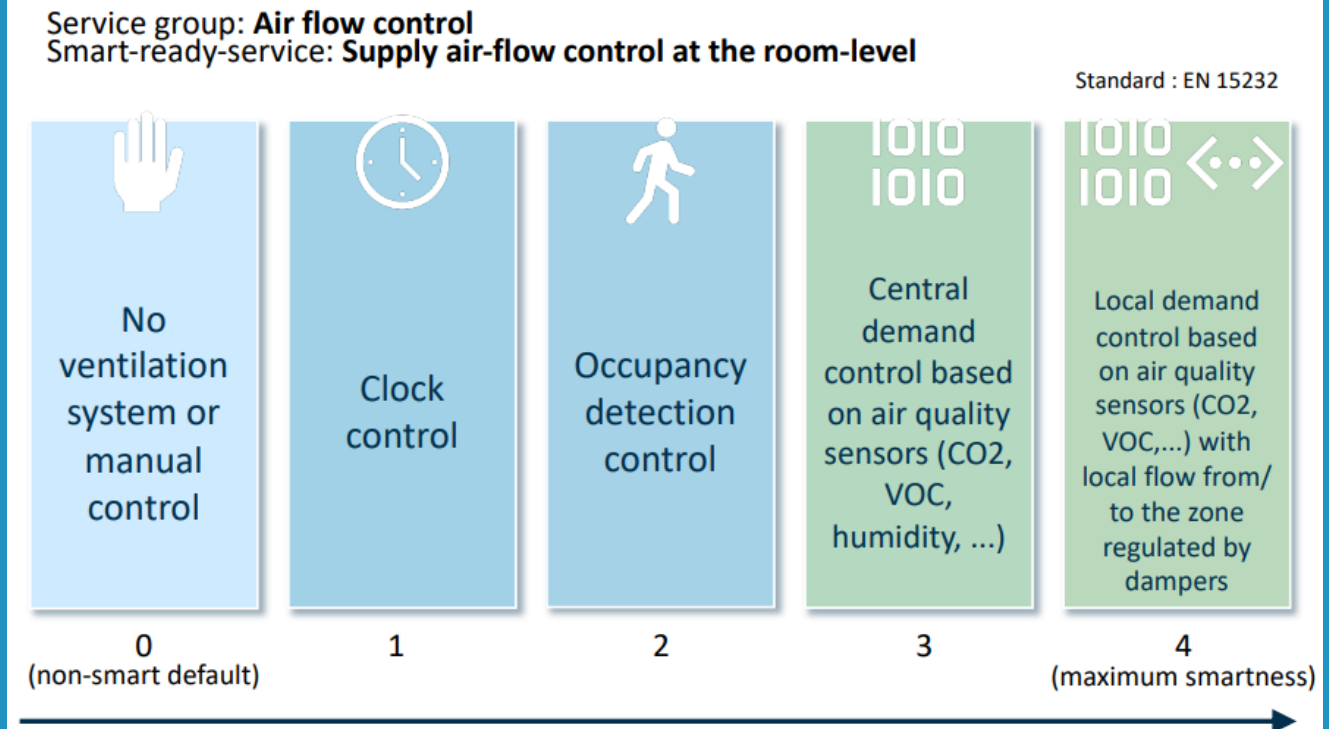 Service group: Air flow control
Smart-ready-service: Supply air-flow control at the room-level
Standard : EN 15232
No
ventilation
system or
manual
control
Clock
control
Occupancy
detection
control
1010
1010
Central
demand
control based
on air quality
sensors (CO2,
VOC,
humidity, ...)
1010
1010
Local demand
control based
on air quality
sensors (CO2,
VOC,...) with
local flow from/
to the zone
regulated by
dampers
0
(non-smart default)
1
2
3
4
(maximum smartness)